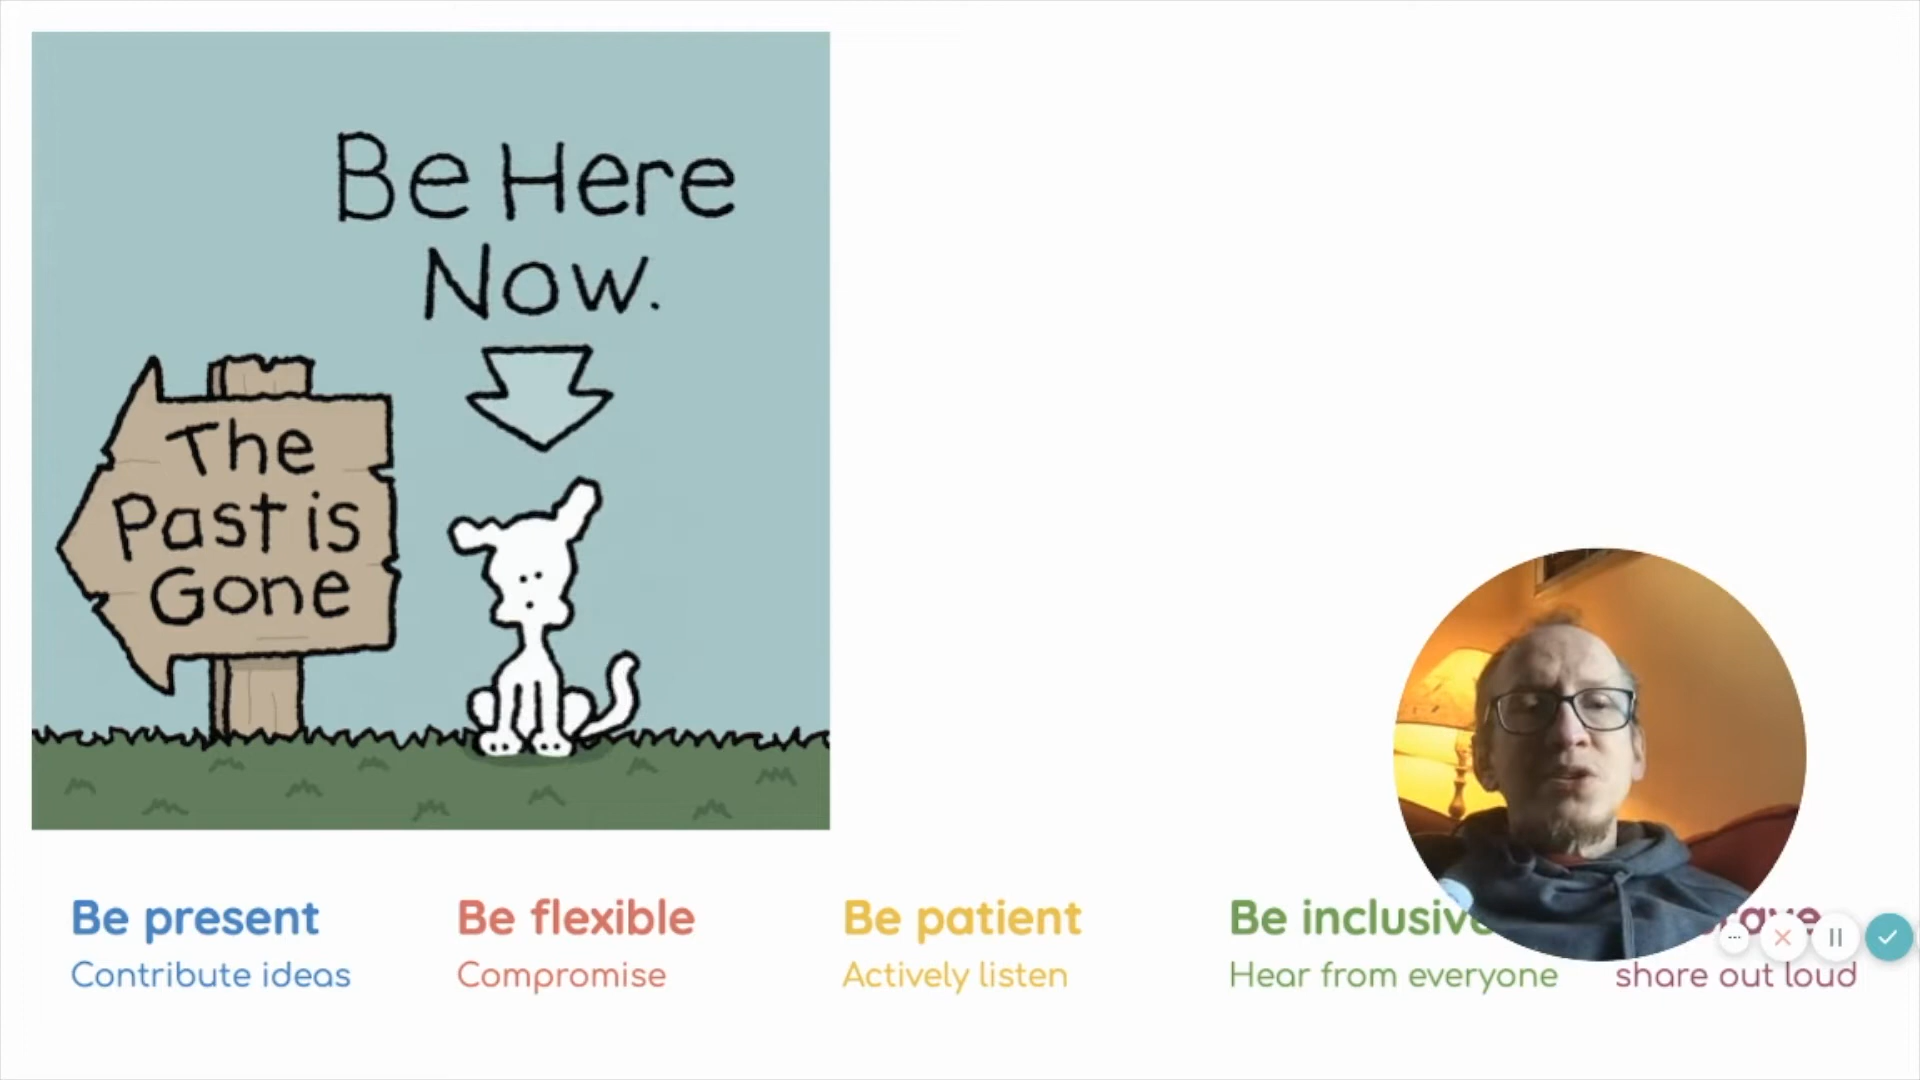 Be Here
Now.
The
Past is
Gone
Be present
Contribute ideas
Be flexible
Compromise
Be patient
Actively listen
Be inclusive
Hear from everyone
share out loud